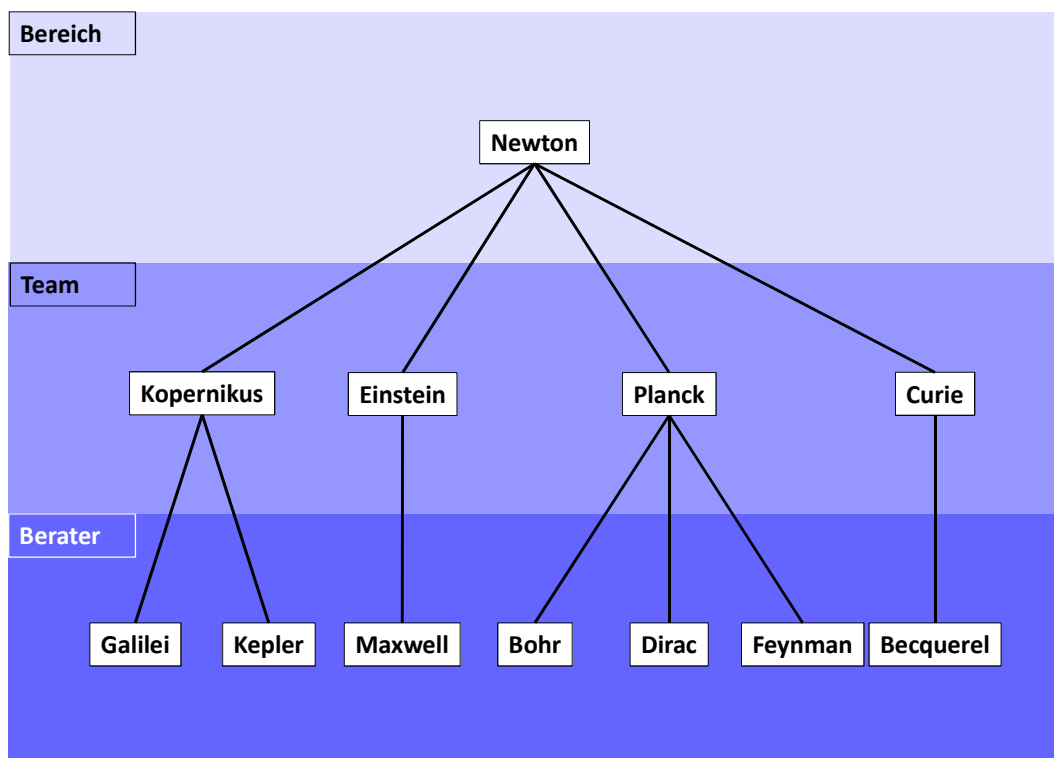 Bereich
Newton
Team
Kopernikus
Einstein
Planck
Curie
Berater
Galilei
Kepler
Maxwell
Bohr
Dirac
Feynman
Becquerel